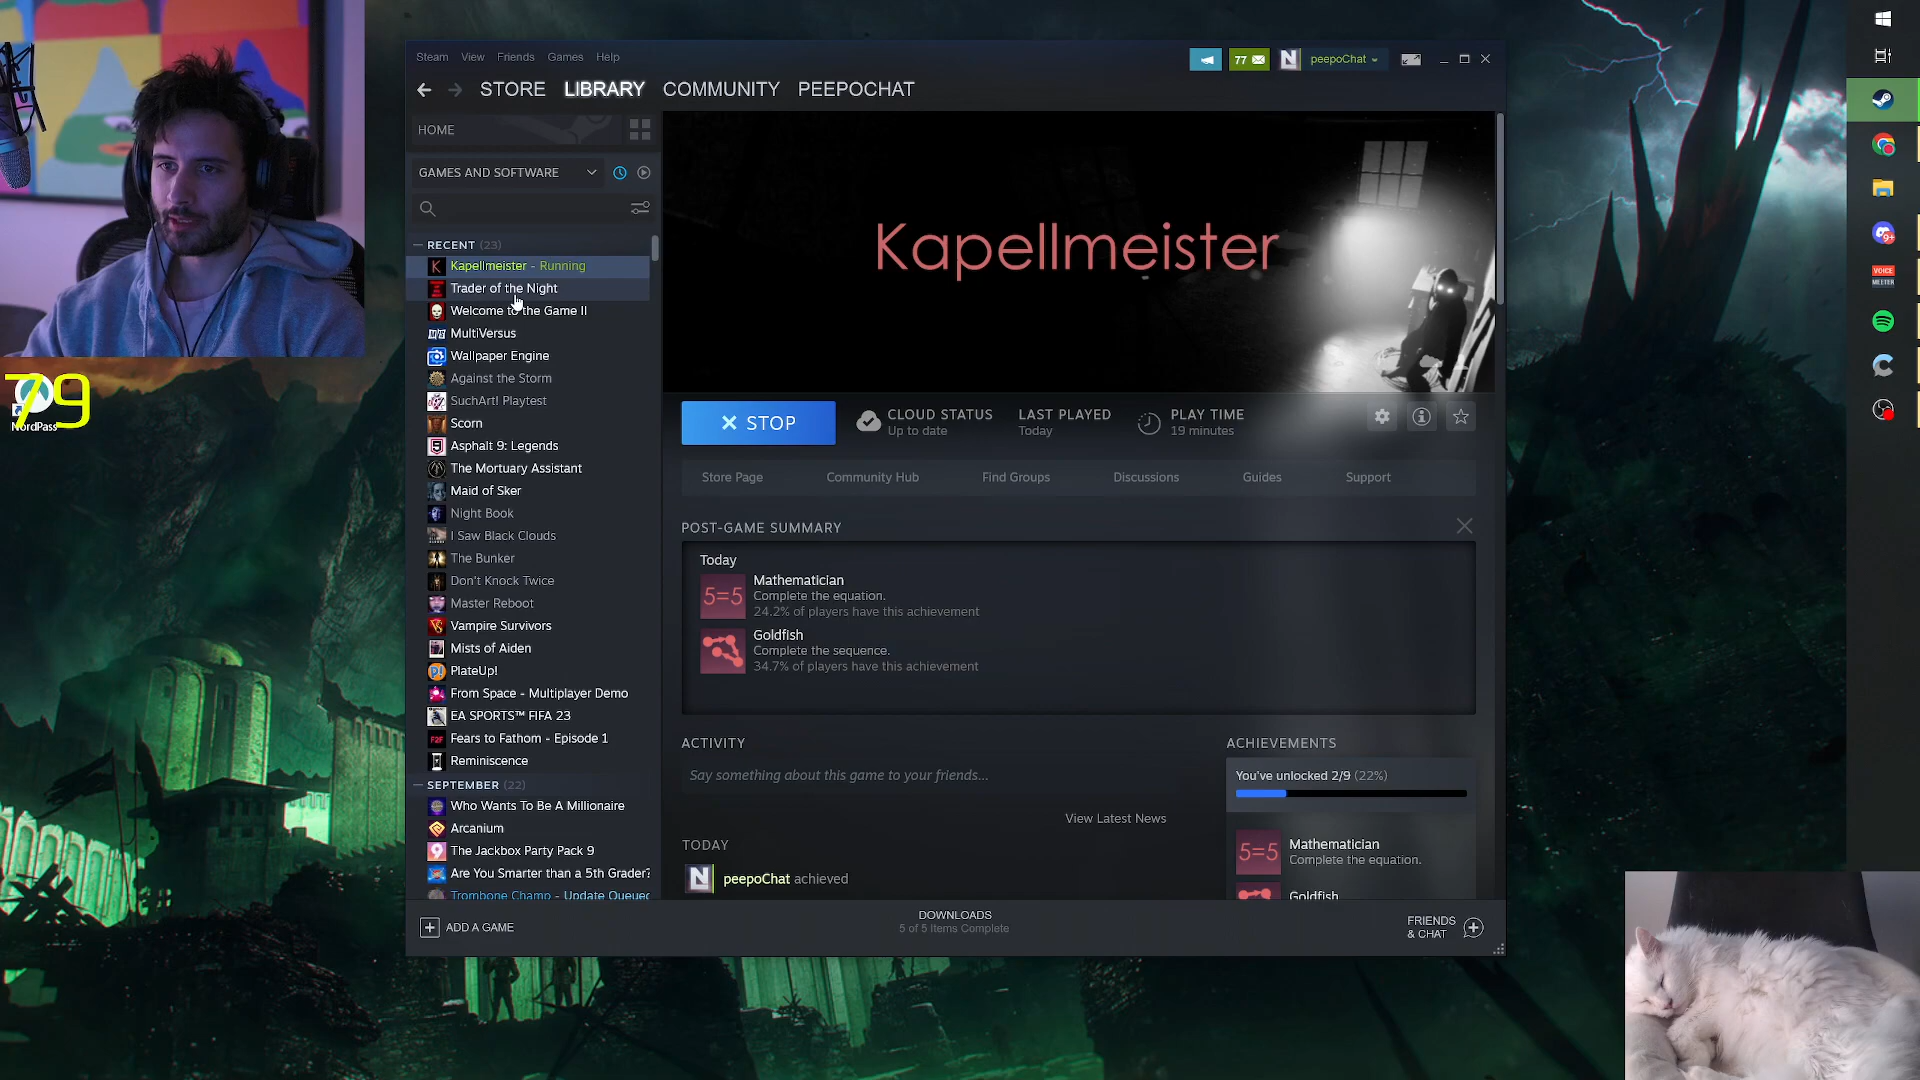 Steam View Friends Games Help
77 peepoChat
STORE LIBRARY COMMUNITY PEEPOCHAT
HOME
GAMES AND SOFTWARE
RECENT (23)
Kapellmeister - Running
Trader of the Night
Welcome to the Game II
MultiVersus
Wallpaper Engine
Against the Storm
SuchArt! Playtest
Scorn
Asphalt 9: Legends
The Mortuary Assistant
Maid of Sker
Night Book
I Saw Black Clouds
The Bunker
Don't Knock Twice
Master Reboot
Vampire Survivors
Mists of Aiden
PlateUp!
From Space - Multiplayer Demo
EA SPORTS™ FIFA 23
Fears to Fathom - Episode 1
Reminiscence
SEPTEMBER (22)
Who Wants To Be A Millionaire
Arcanium
The Jackbox Party Pack 9
Are You Smarter than a 5th Grader?
Trombone Champ - Update Queued
ADD A GAME
Kapellmeister
STOP
CLOUD STATUS
Up to date
LAST PLAYED
Today
PLAY TIME
19 minutes
Store Page Community Hub Find Groups Discussions Guides Support
POST-GAME SUMMARY
Today
5=5
Mathematician
Complete the equation.
24.2% of players have this achievement
Goldfish
Complete the sequence.
34.7% of players have this achievement
ACTIVITY
Say something about this game to your friends...
View Latest News
TODAY
N peepoChat achieved
ACHIEVEMENTS
You've unlocked 2/9 (22%)
5=5
Mathematician
Complete the equation.
Goldfish
DOWNLOADS
5 of 5 Items Complete
FRIENDS
& CHAT
79
NordPass
9+
VOICE
MEETER